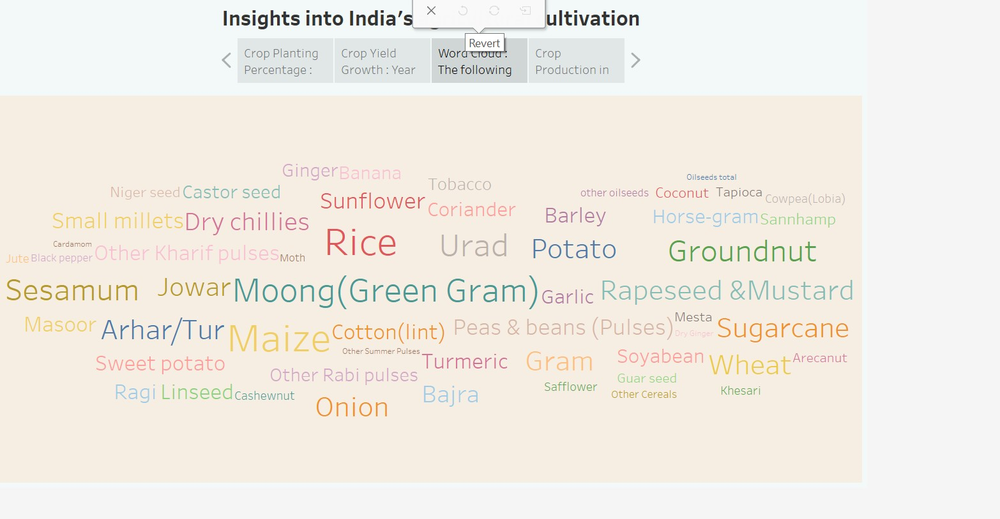 Insights into India's ultivation
Revert
Crop Planting
Percentage :
Crop Yield
Growth : Year
Word Cloud :
The following
Crop
Production in
Ginger Banana
Oilseeds total
Niger seed Castor seed Tobacco
other oilseeds Coconut Tapioca Cowpea(Lobia)
Sunflower Coriander
Small millets Dry chillies Barley Horse-gram Sannhamp
Cardamom
Rice Urad Potato Groundnut
Jute Black pepper Other Kharif pulses Moth
Sesamum Jowar Moong(Green Gram) Garlic Rapeseed &Mustard
Mesta
Masoor Arhar/Tur Maize Cotton(lint) Peas & beans (Pulses) Dry Ginger Sugarcane
Other Summer Pulses
Sweet potato Turmeric Gram Soyabean Wheat Arecanut
Other Rabi pulses Guar seed
Ragi Linseed Cashewnut Bajra Safflower Other Cereals Khesari
Onion